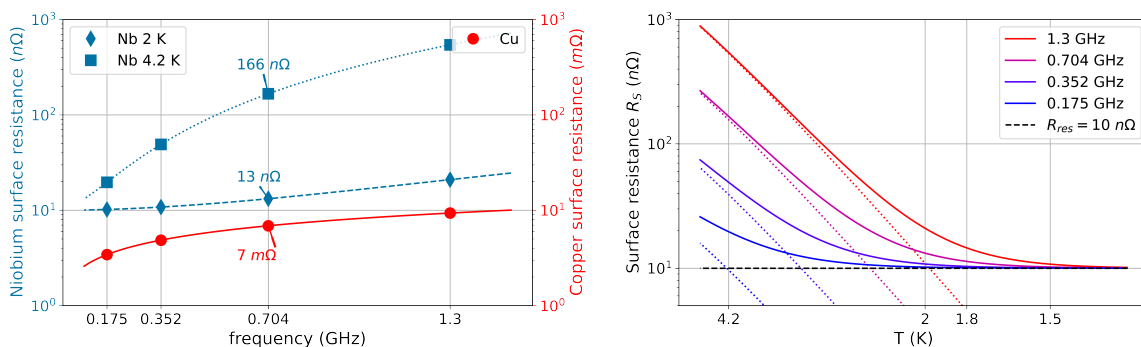 Niobium surface resistance (nΩ)
10³
10²
10¹
10⁰
Nb 2 K
Nb 4.2 K
Cu
166 nΩ
13 nΩ
7 mΩ
0.175
0.352
0.704
1.3
frequency (GHz)
10³
10²
10¹
10⁰
Copper surface resistance (mΩ)
Surface resistance R_S (nΩ)
10³
10²
10¹
1.3 GHz
0.704 GHz
0.352 GHz
0.175 GHz
R_res = 10 nΩ
4.2
2
1.8
1.5
T (K)